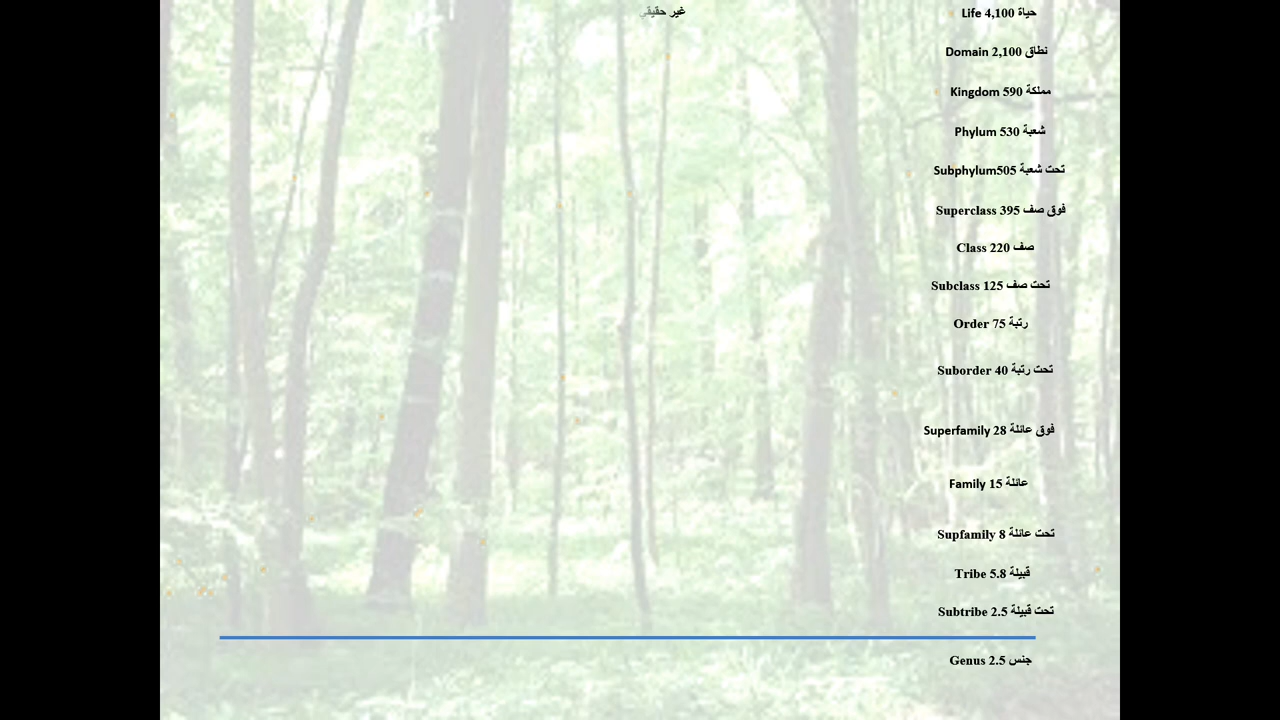 غير حقيقي
Life 4,100 حياة
Domain 2,100 نطاق
Kingdom 590 مملكة
Phylum 530 شعبة
Subphylum505 تحت شعبة
Superclass 395 فوق صف
Class 220 صف
Subclass 125 تحت صف
Order 75 رتبة
Suborder 40 تحت رتبة
Superfamily 28 فوق عائلة
Family 15 عائلة
Supfamily 8 تحت عائلة
Tribe 5.8 قبيلة
Subtribe 2.5 تحت قبيلة
Genus 2.5 جنس